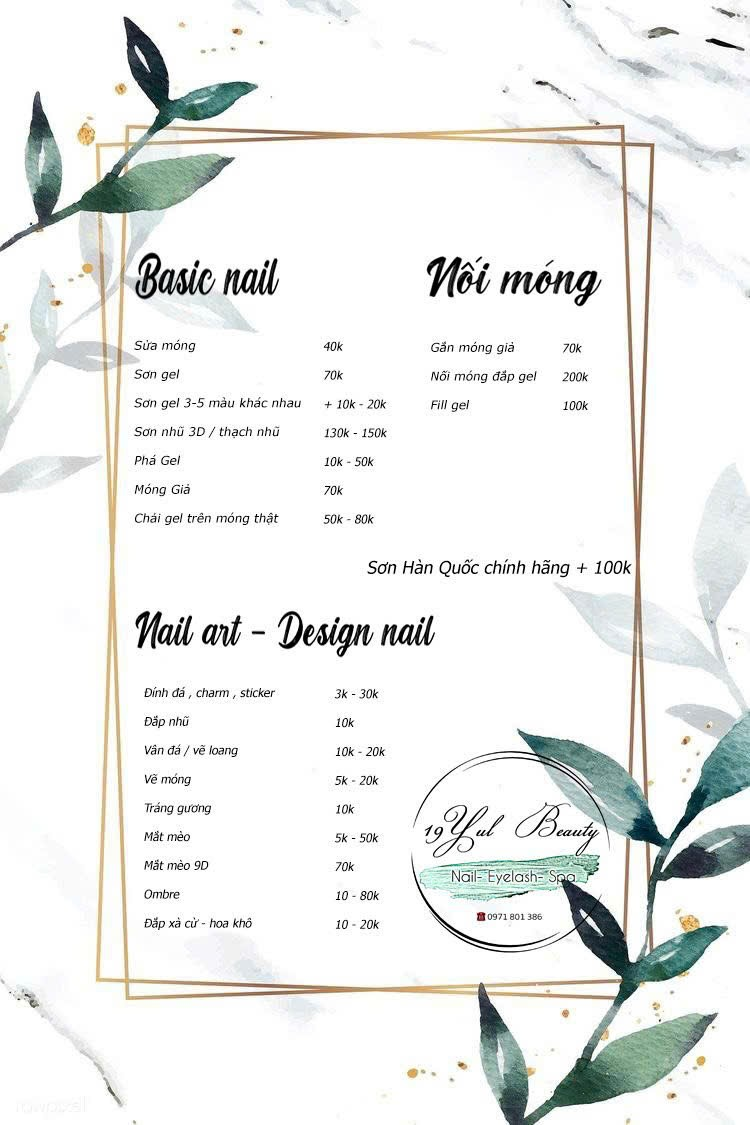 Basic nail
Sửa móng 40k
Sơn gel 70k
Sơn gel 3-5 màu khác nhau + 10k - 20k
Sơn nhũ 3D / thạch nhũ 130k - 150k
Phá Gel 10k - 50k
Móng Giả 70k
Chải gel trên móng thật 50k - 80k
Nối móng
Gắn móng giả 70k
Nối móng đắp gel 200k
Fill gel 100k
Sơn Hàn Quốc chính hãng + 100k
Nail art - Design nail
Đính đá , charm , sticker 3k - 30k
Đắp nhũ 10k
Vân đá / vẽ loang 10k - 20k
Vẽ móng 5k - 20k
Tráng gương 10k
Mắt mèo 5k - 50k
Mắt mèo 9D 70k
Ombre 10 - 80k
Đắp xà cừ - hoa khô 10 - 20k
19 Yul Beauty
Nail- Eyelash- Spa
☎ 0971 801 386
rawpixel